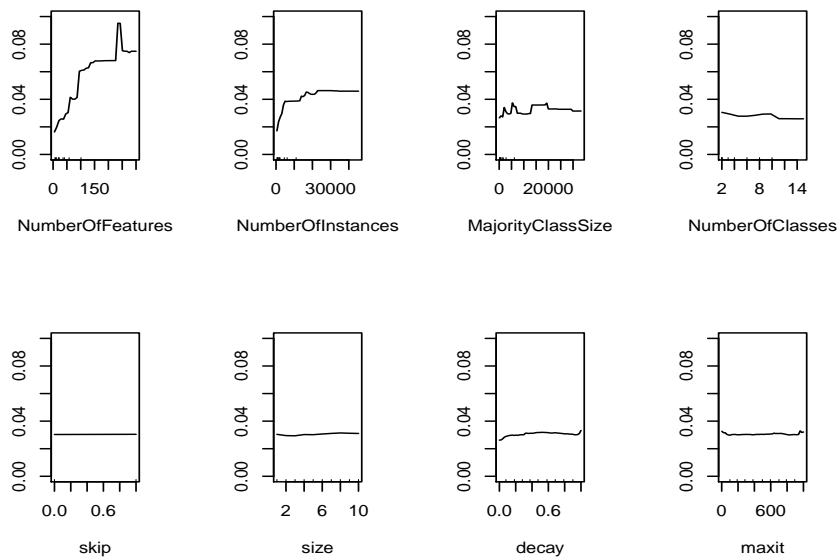 0.00 0.04 0.08
0.00 0.04 0.08
0.00 0.04 0.08
0.00 0.04 0.08
0 150
0 30000
0 20000
2 8 14
NumberOfFeatures
NumberOfInstances
MajorityClassSize
NumberOfClasses
0.00 0.04 0.08
0.00 0.04 0.08
0.00 0.04 0.08
0.00 0.04 0.08
0.0 0.6
2 6 10
0.0 0.6
0 600
skip
size
decay
maxit